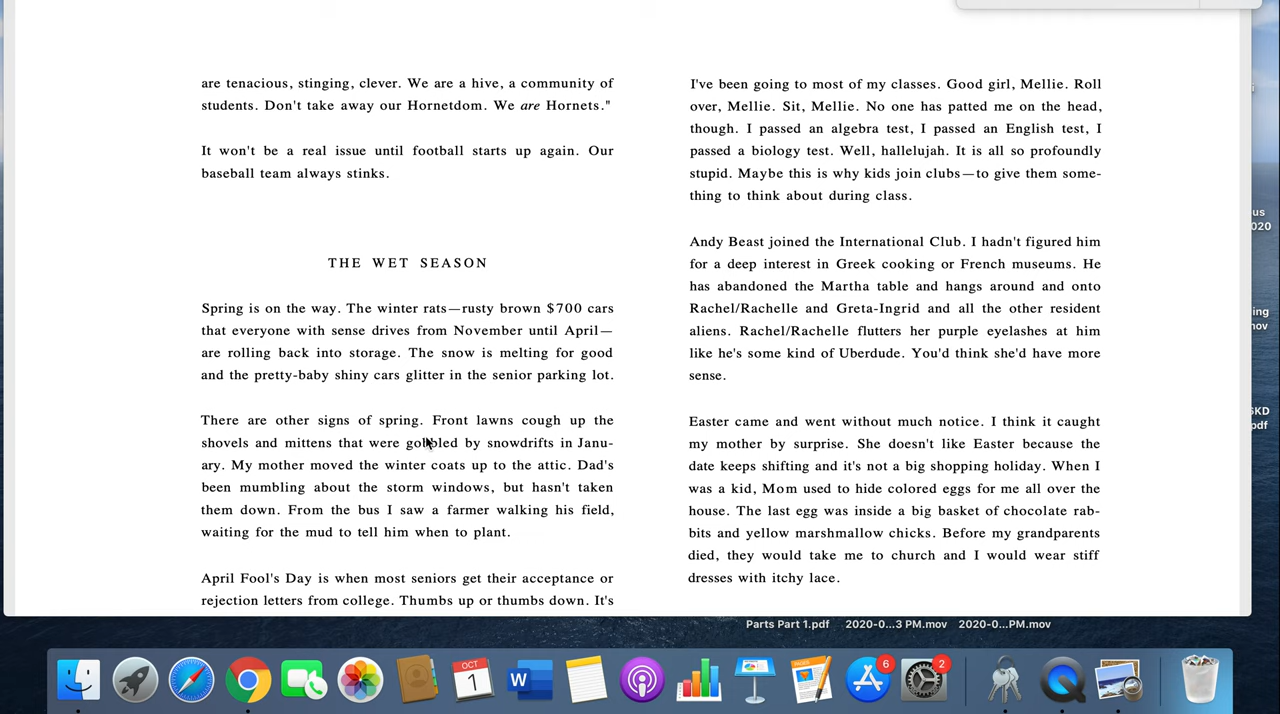 are tenacious, stinging, clever. We are a hive, a community of
students. Don't take away our Hornetdom. We are Hornets."
It won't be a real issue until football starts up again. Our
baseball team always stinks.
THE WET SEASON
Spring is on the way. The winter rats—rusty brown $700 cars
that everyone with sense drives from November until April—
are rolling back into storage. The snow is melting for good
and the pretty-baby shiny cars glitter in the senior parking lot.
There are other signs of spring. Front lawns cough up the
shovels and mittens that were gobbled by snowdrifts in Janu-
ary. My mother moved the winter coats up to the attic. Dad's
been mumbling about the storm windows, but hasn't taken
them down. From the bus I saw a farmer walking his field,
waiting for the mud to tell him when to plant.
April Fool's Day is when most seniors get their acceptance or
rejection letters from college. Thumbs up or thumbs down. It's
I've been going to most of my classes. Good girl, Mellie. Roll
over, Mellie. Sit, Mellie. No one has patted me on the head,
though. I passed an algebra test, I passed an English test, I
passed a biology test. Well, hallelujah. It is all so profoundly
stupid. Maybe this is why kids join clubs—to give them some-
thing to think about during class.
Andy Beast joined the International Club. I hadn't figured him
for a deep interest in Greek cooking or French museums. He
has abandoned the Martha table and hangs around and onto
Rachel/Rachelle and Greta-Ingrid and all the other resident
aliens. Rachel/Rachelle flutters her purple eyelashes at him
like he's some kind of Uberdude. You'd think she'd have more
sense.
Easter came and went without much notice. I think it caught
my mother by surprise. She doesn't like Easter because the
date keeps shifting and it's not a big shopping holiday. When I
was a kid, Mom used to hide colored eggs for me all over the
house. The last egg was inside a big basket of chocolate rab-
bits and yellow marshmallow chicks. Before my grandparents
died, they would take me to church and I would wear stiff
dresses with itchy lace.
us
020
ing
mov
GKD
pdf
Parts Part 1.pdf
2020-0...3 PM.mov
2020-0...PM.mov
OCT
1
W
PAGES
6
2